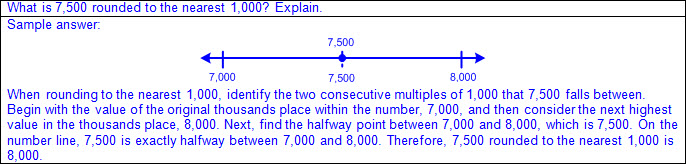 What is 7,500 rounded to the nearest 1,000? Explain.
Sample answer:
7,500
7,000 7,500 8,000
When rounding to the nearest 1,000, identify the two consecutive multiples of 1,000 that 7,500 falls between.
Begin with the value of the original thousands place within the number, 7,000, and then consider the next highest
value in the thousands place, 8,000. Next, find the halfway point between 7,000 and 8,000, which is 7,500. On the
number line, 7,500 is exactly halfway between 7,000 and 8,000. Therefore, 7,500 rounded to the nearest 1,000 is
8,000.